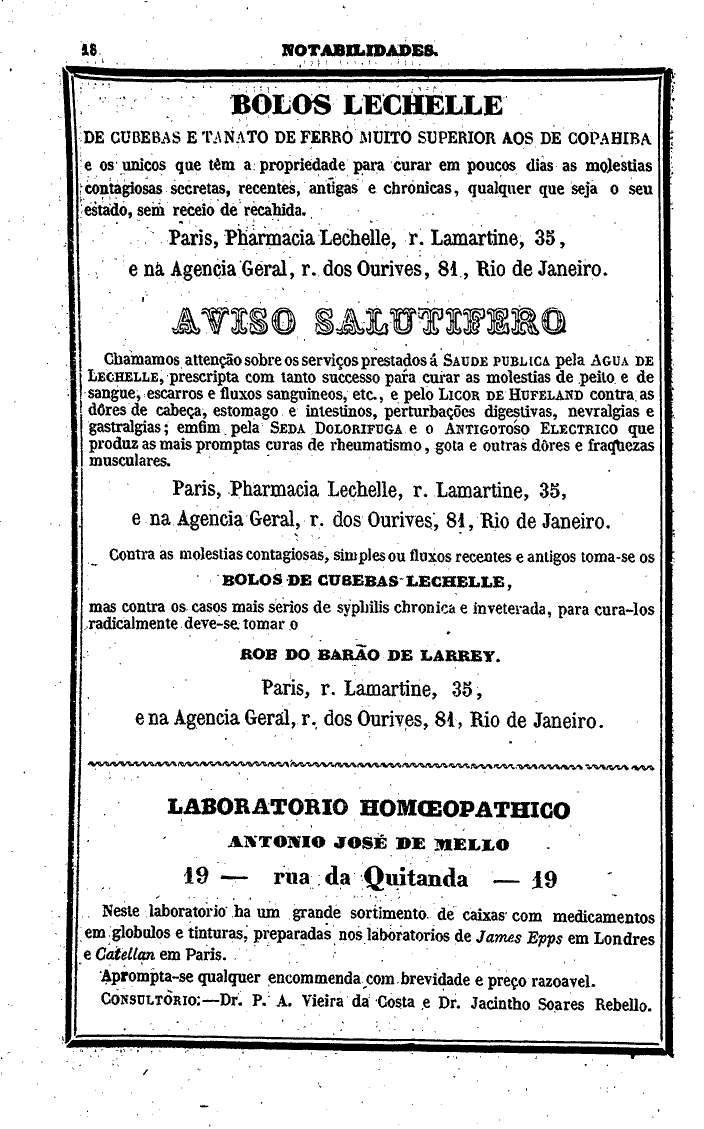 18
NOTABILIDADES.
BOLOS LECHELLE
DE CUBEBAS E TANATO DE FERRO MUITO SUPERIOR AOS DE COPAHIBA
e os unicos que têm a propriedade para curar em poucos dias as molestias
contagiosas secretas, recentes, antigas e chronicas, qualquer que seja o seu
estado, sem receio de recahida.
Paris, Pharmacia Lechelle, r. Lamartine, 35,
e na Agencia Geral, r. dos Ourives, 81, Rio de Janeiro.
AVISO SALUTIFERO
Chamamos attenção sobre os serviços prestados á SAUDE PUBLICA pela AGUA DE
LECHELLE, prescripta com tanto successo para curar as molestias de peito e de
sangue, escarros e fluxos sanguineos, etc., e pelo LICOR DE HUFELAND contra as
dôres de cabeça, estomago e intestinos, perturbações digestivas, nevralgias e
gastralgias; emfim pela SEDA DOLORIFUGA e o ANTIGOTOSO ELECTRICO que
produz as mais promptas curas de rheumatismo, gota e outras dôres e fraquezas
musculares.
Paris, Pharmacia Lechelle, r. Lamartine, 35,
e na Agencia Geral, r. dos Ourives, 81, Rio de Janeiro.
Contra as molestias contagiosas, simples ou fluxos recentes e antigos toma-se os
BOLOS DE CUBEBAS LECHELLE,
mas contra os casos mais serios de syphilis chronica e inveterada, para cura-los
radicalmente deve-se tomar o
ROB DO BARÃO DE LARREY.
Paris, r. Lamartine, 35,
e na Agencia Geral, r. dos Ourives, 81, Rio de Janeiro.
LABORATORIO HOMŒOPATHICO
ANTONIO JOSÉ DE MELLO
19 — rua da Quitanda — 19
Neste laboratorio ha um grande sortimento de caixas com medicamentos
em globulos e tinturas, preparadas nos laboratorios de James Epps em Londres
e Catellan em Paris.
Aprompta-se qualquer encommenda com brevidade e preço razoavel.
CONSULTÓRIO:—Dr. P. A. Vieira da Costa e Dr. Jacintho Soares Rebello.